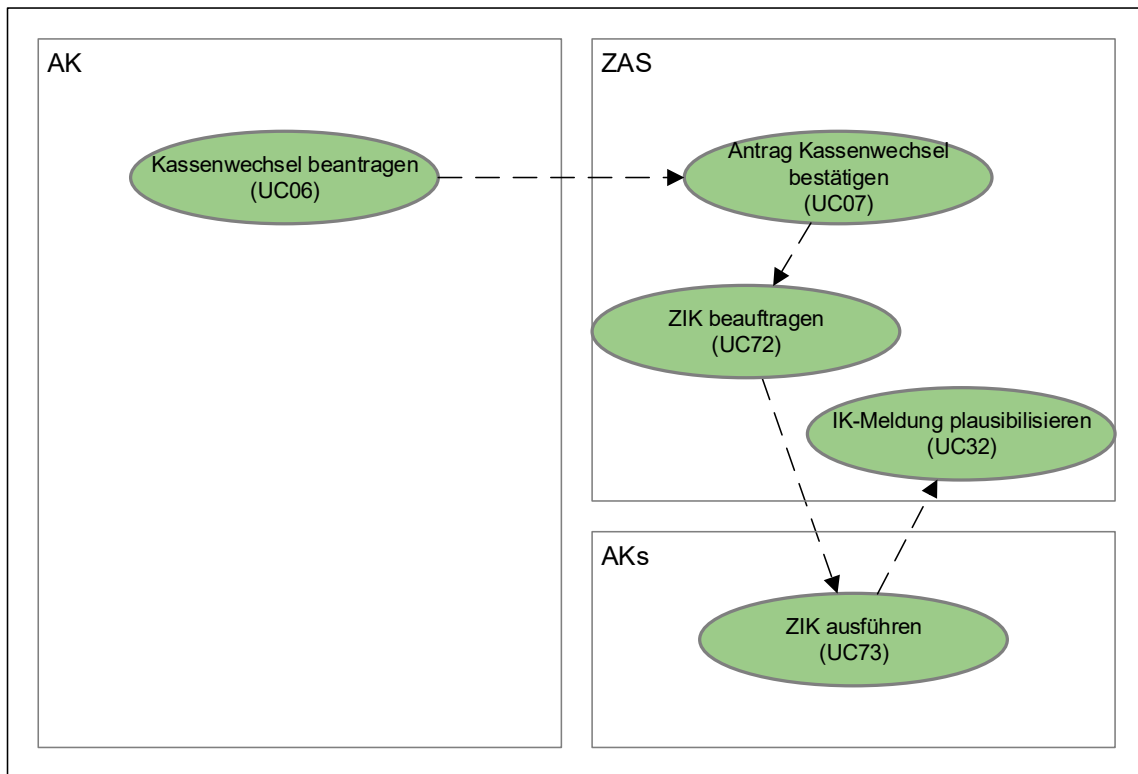 AK
Kassenwechsel beantragen
(UC06)
ZAS
Antrag Kassenwechsel
bestätigen
(UC07)
ZIK beauftragen
(UC72)
IK-Meldung plausibilisieren
(UC32)
AKs
ZIK ausführen
(UC73)